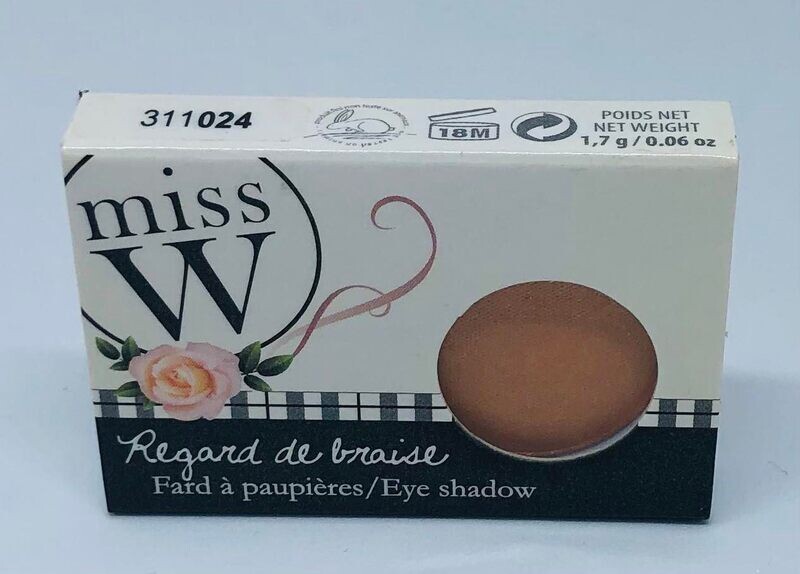 311024
18M
POIDS NET
NET WEIGHT
1,7 g / 0.06 oz
miss
W
Regard de braise
Fard à paupières/Eye shadow